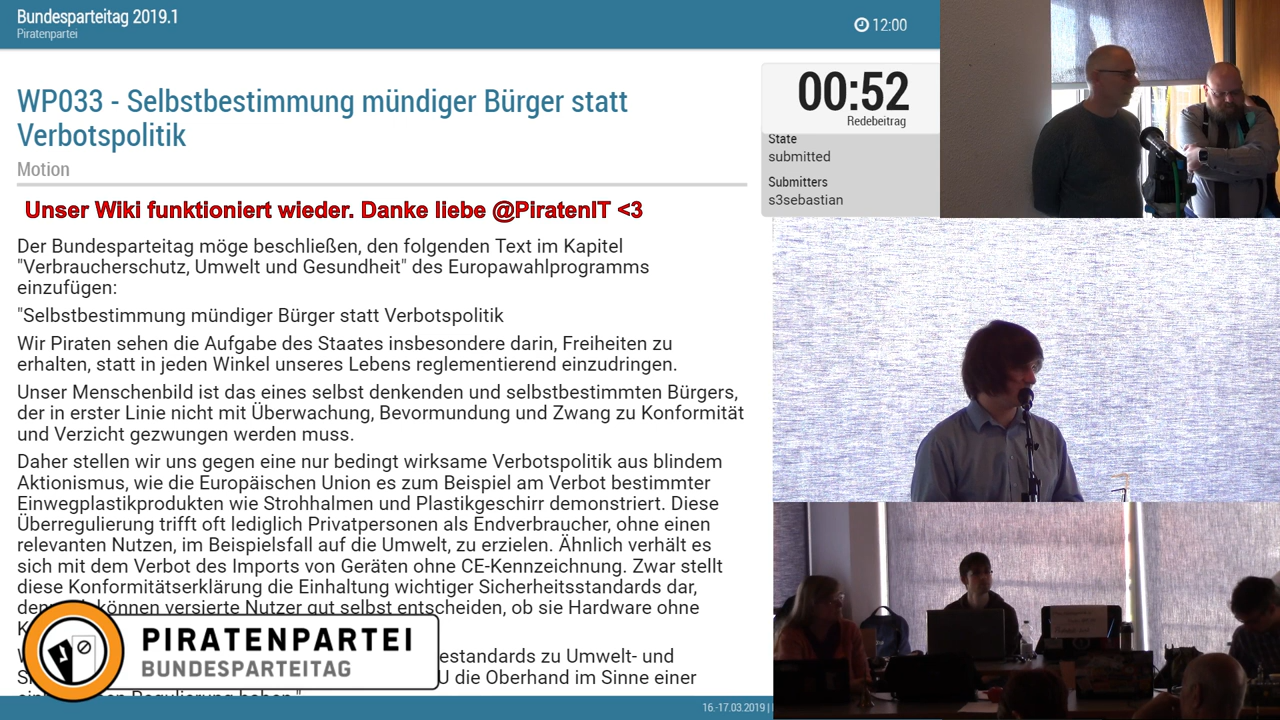 Bundesparteitag 2019.1
Piratenpartei
12:00
WP033 - Selbstbestimmung mündiger Bürger statt
Verbotspolitik
Motion
00:52
Redebeitrag
State
submitted
Submitters
s3sebastian
Unser Wiki funktioniert wieder. Danke liebe @PiratenIT <3
Der Bundesparteitag möge beschließen, den folgenden Text im Kapitel
"Verbraucherschutz, Umwelt und Gesundheit" des Europawahlprogramms
einzufügen:
"Selbstbestimmung mündiger Bürger statt Verbotspolitik
Wir Piraten sehen die Aufgabe des Staates insbesondere darin, Freiheiten zu
erhalten, statt in jeden Winkel unseres Lebens reglementierend einzudringen.
Unser Menschenbild ist das eines selbst denkenden und selbstbestimmten Bürgers,
der in erster Linie nicht mit Überwachung, Bevormundung und Zwang zu Konformität
und Verzicht gezwungen werden muss.
Daher stellen wir uns gegen eine nur bedingt wirksame Verbotspolitik aus blindem
Aktionismus, wie die Europäischen Union es zum Beispiel am Verbot bestimmter
Einwegplastikprodukten wie Strohhalmen und Plastikgeschirr demonstriert. Diese
Überregulierung trifft oft lediglich Privatpersonen als Endverbraucher, ohne einen
relevanten Nutzen, im Beispielsfall auf die Umwelt, zu erzielen. Ähnlich verhält es
sich mit dem Verbot des Imports von Geräten ohne CE-Kennzeichnung. Zwar stellt
diese Konformitätserklärung die Einhaltung wichtiger Sicherheitsstandards dar,
können versierte Nutzer gut selbst entscheiden, ob sie Hardware ohne
estandards zu Umwelt- und
U die Oberhand im Sinne einer
Regulierung haben."
PIRATENPARTEI
BUNDESPARTEITAG
16.-17.03.2019 |